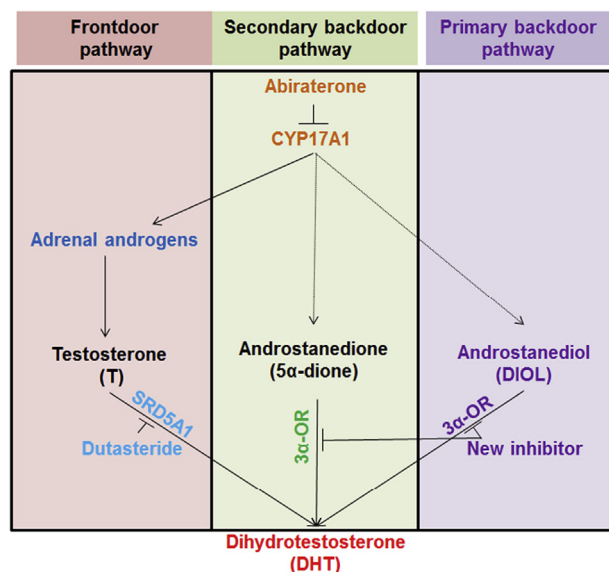 Frontdoor
pathway
Secondary backdoor
pathway
Primary backdoor
pathway
Abiraterone
CYP17A1
Adrenal androgens
Testosterone
(T)
Androstanedione
(5α-dione)
Androstanediol
(DIOL)
SRD5A1
Dutasteride
3α-OR
3α-OR
New inhibitor
Dihydrotestosterone
(DHT)